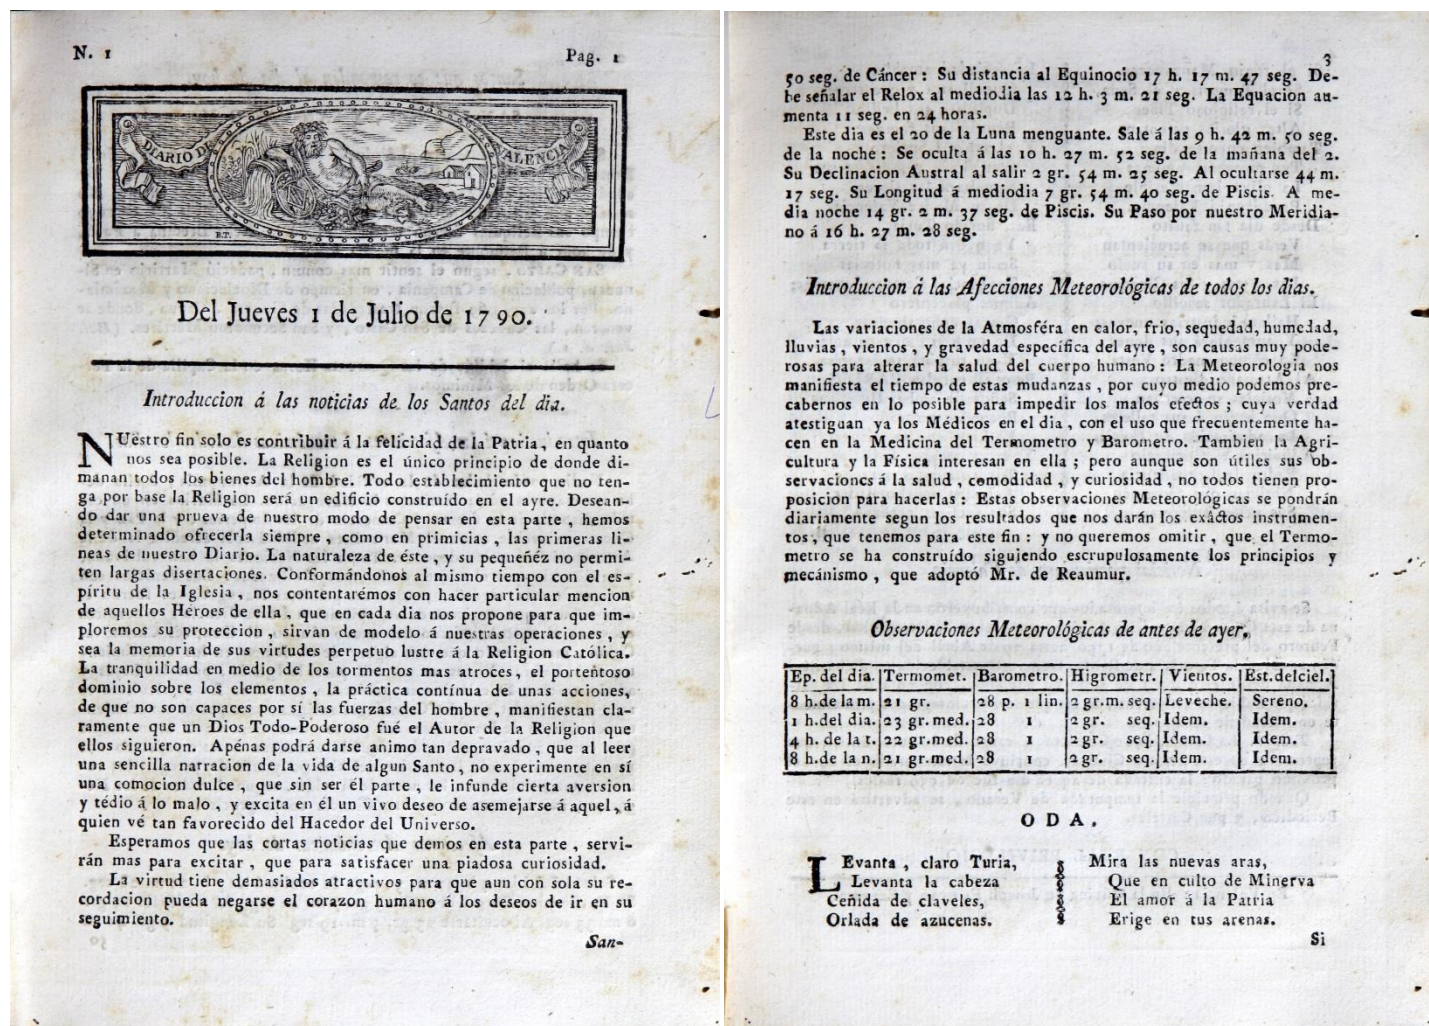 N. 1
Pag. 1
DIARIO DE VALENCIA
B.T.
Del Jueves 1 de Julio de 1790.
Introduccion á las noticias de los Santos del dia.
NUestro fin solo es contribuir á la felicidad de la Patria, en quanto
nos sea posible. La Religion es el único principio de donde di-
manan todos los bienes del hombre. Todo establecimiento que no ten-
ga por base la Religion será un edificio construído en el ayre. Desean-
do dar una prueva de nuestro modo de pensar en esta parte, hemos
determinado ofrecerla siempre, como en primicias, las primeras lí-
neas de nuestro Diario. La naturaleza de éste, y su pequeñéz no permi-
ten largas disertaciones. Conformándonos al mismo tiempo con el es-
píritu de la Iglesia, nos contentarémos con hacer particular mencion
de aquellos Héroes de ella, que en cada dia nos propone para que im-
ploremos su proteccion, sirvan de modelo á nuestras operaciones, y
sea la memoria de sus virtudes perpetuo lustre á la Religion Católica.
La tranquilidad en medio de los tormentos mas atroces, el portentoso
dominio sobre los elementos, la práctica contínua de unas acciones,
de que no son capaces por sí las fuerzas del hombre, manifiestan cla-
ramente que un Dios Todo-Poderoso fué el Autor de la Religion que
ellos siguieron. Apénas podrá darse animo tan depravado, que al leer
una sencilla narracion de la vida de algun Santo, no experimente en sí
una comocion dulce, que sin ser él parte, le infunde cierta aversion
y tédio á lo malo, y excita en él un vivo deseo de asemejarse á aquel, á
quien vé tan favorecido del Hacedor del Universo.
Esperamos que las cortas noticias que demos en esta parte, servi-
rán mas para excitar, que para satisfacer una piadosa curiosidad.
La virtud tiene demasiados atractivos para que aun con sola su re-
cordacion pueda negarse el corazon humano á los deseos de ir en su
seguimiento.
San-
3
50 seg. de Cáncer: Su distancia al Equinocio 17 h. 17 m. 47 seg. De-
be señalar el Relox al mediodia las 12 h. 3 m. 21 seg. La Equacion au-
menta 11 seg. en 24 horas.
Este dia es el 20 de la Luna menguante. Sale á las 9 h. 42 m. 50 seg.
de la noche: Se oculta á las 10 h. 27 m. 52 seg. de la mañana del 2.
Su Declinacion Austral al salir 2 gr. 54 m. 25 seg. Al ocultarse 44 m.
17 seg. Su Longitud á mediodia 7 gr. 54 m. 40 seg. de Piscis. A me-
dia noche 14 gr. 2 m. 37 seg. de Piscis. Su Paso por nuestro Meridia-
no á 16 h. 27 m. 28 seg.
Introduccion á las Afecciones Meteorológicas de todos los dias.
Las variaciones de la Atmosféra en calor, frio, sequedad, humedad,
lluvias, vientos, y gravedad específica del ayre, son causas muy pode-
rosas para alterar la salud del cuerpo humano: La Meteorología nos
manifiesta el tiempo de estas mudanzas, por cuyo medio podemos pre-
cabernos en lo posible para impedir los malos efectos; cuya verdad
atestiguan ya los Médicos en el dia, con el uso que frecuentemente ha-
cen en la Medicina del Termometro y Barometro. Tambien la Agri-
cultura y la Física interesan en ella; pero aunque son útiles sus ob-
servaciones á la salud, comodidad, y curiosidad, no todos tienen pro-
posicion para hacerlas: Estas observaciones Meteorológicas se pondrán
diariamente segun los resultados que nos darán los exâctos instrumen-
tos, que tenemos para este fin: y no queremos omitir, que el Termo-
metro se ha construído siguiendo escrupulosamente los principios y
mecánismo, que adoptó Mr. de Reaumur.
Observaciones Meteorológicas de antes de ayer.
Ep. del dia. Termomet. Barometro. Higrometr. Vientos. Est. del ciel.
8 h. de la m. 21 gr. 28 p. 1 lin. 2 gr. m. seq. Leveche. Sereno.
1 h. del dia. 23 gr. med. 28 1 2 gr. seq. Idem. Idem.
4 h. de la t. 22 gr. med. 28 1 2 gr. seq. Idem. Idem.
8 h. de la n. 21 gr. med. 28 1 2 gr. seq. Idem. Idem.
ODA.
LEvanta, claro Turia,
Levanta la cabeza
Ceñida de claveles,
Orlada de azucenas.
Mira las nuevas aras,
Que en culto de Minerva
El amor á la Patria
Erige en tus arenas.
Si